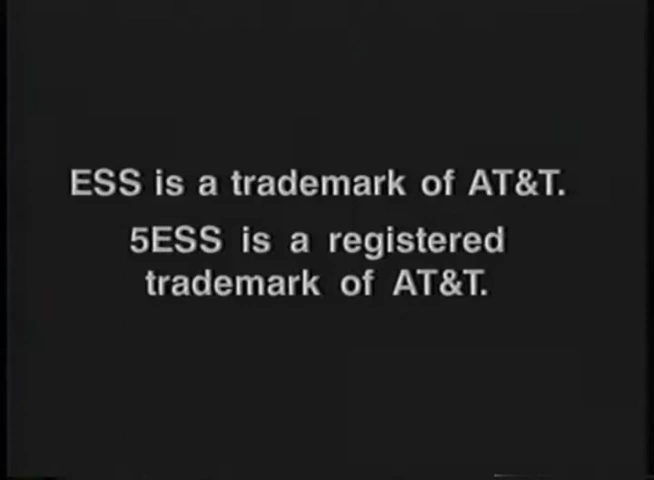 ESS is a trademark of AT&T.
5ESS is a registered
trademark of AT&T.